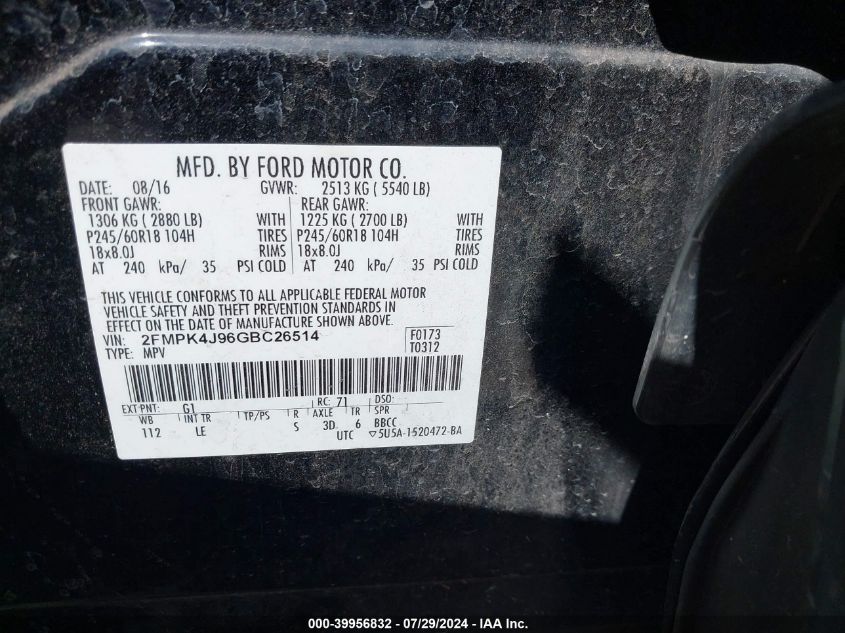 MFD. BY FORD MOTOR CO.
DATE: 08/16 GVWR: 2513 KG ( 5540 LB)
FRONT GAWR: REAR GAWR:
1306 KG ( 2880 LB) WITH 1225 KG ( 2700 LB) WITH
P245/60R18 104H TIRES P245/60R18 104H TIRES
18x8.0J RIMS 18x8.0J RIMS
AT 240 kPa/ 35 PSI COLD AT 240 kPa/ 35 PSI COLD
THIS VEHICLE CONFORMS TO ALL APPLICABLE FEDERAL MOTOR
VEHICLE SAFETY AND THEFT PREVENTION STANDARDS IN
EFFECT ON THE DATE OF MANUFACTURE SHOWN ABOVE.
VIN: 2FMPK4J96GBC26514 F0173
TYPE: MPV T0312
EXT PNT: G1 RC: 71 DSO:
WB INT TR TP/PS R AXLE TR SPR
112 LE S 3D 6 BBCC
UTC ▽5U5A-1520472-BA
000-39956832 - 07/29/2024 - IAA Inc.